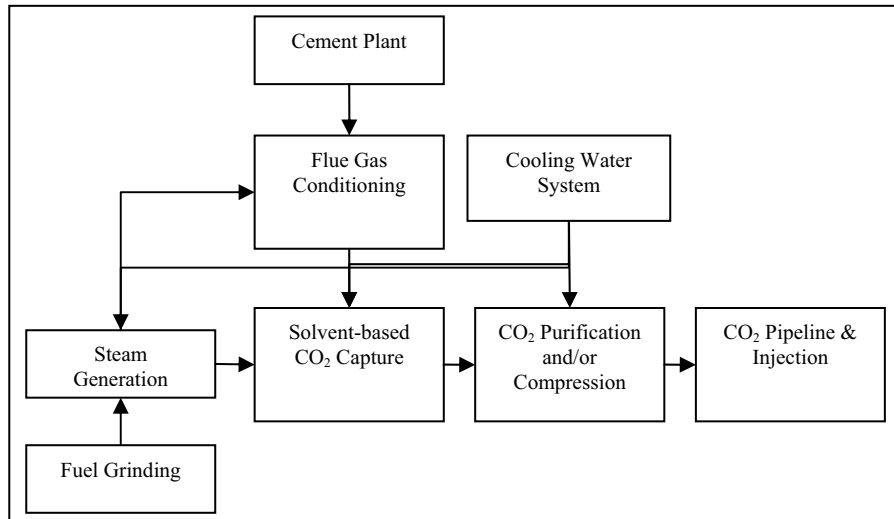 Cement Plant
Flue Gas
Conditioning
Cooling Water
System
Steam
Generation
Solvent-based
CO₂ Capture
CO₂ Purification
and/or
Compression
CO₂ Pipeline &
Injection
Fuel Grinding